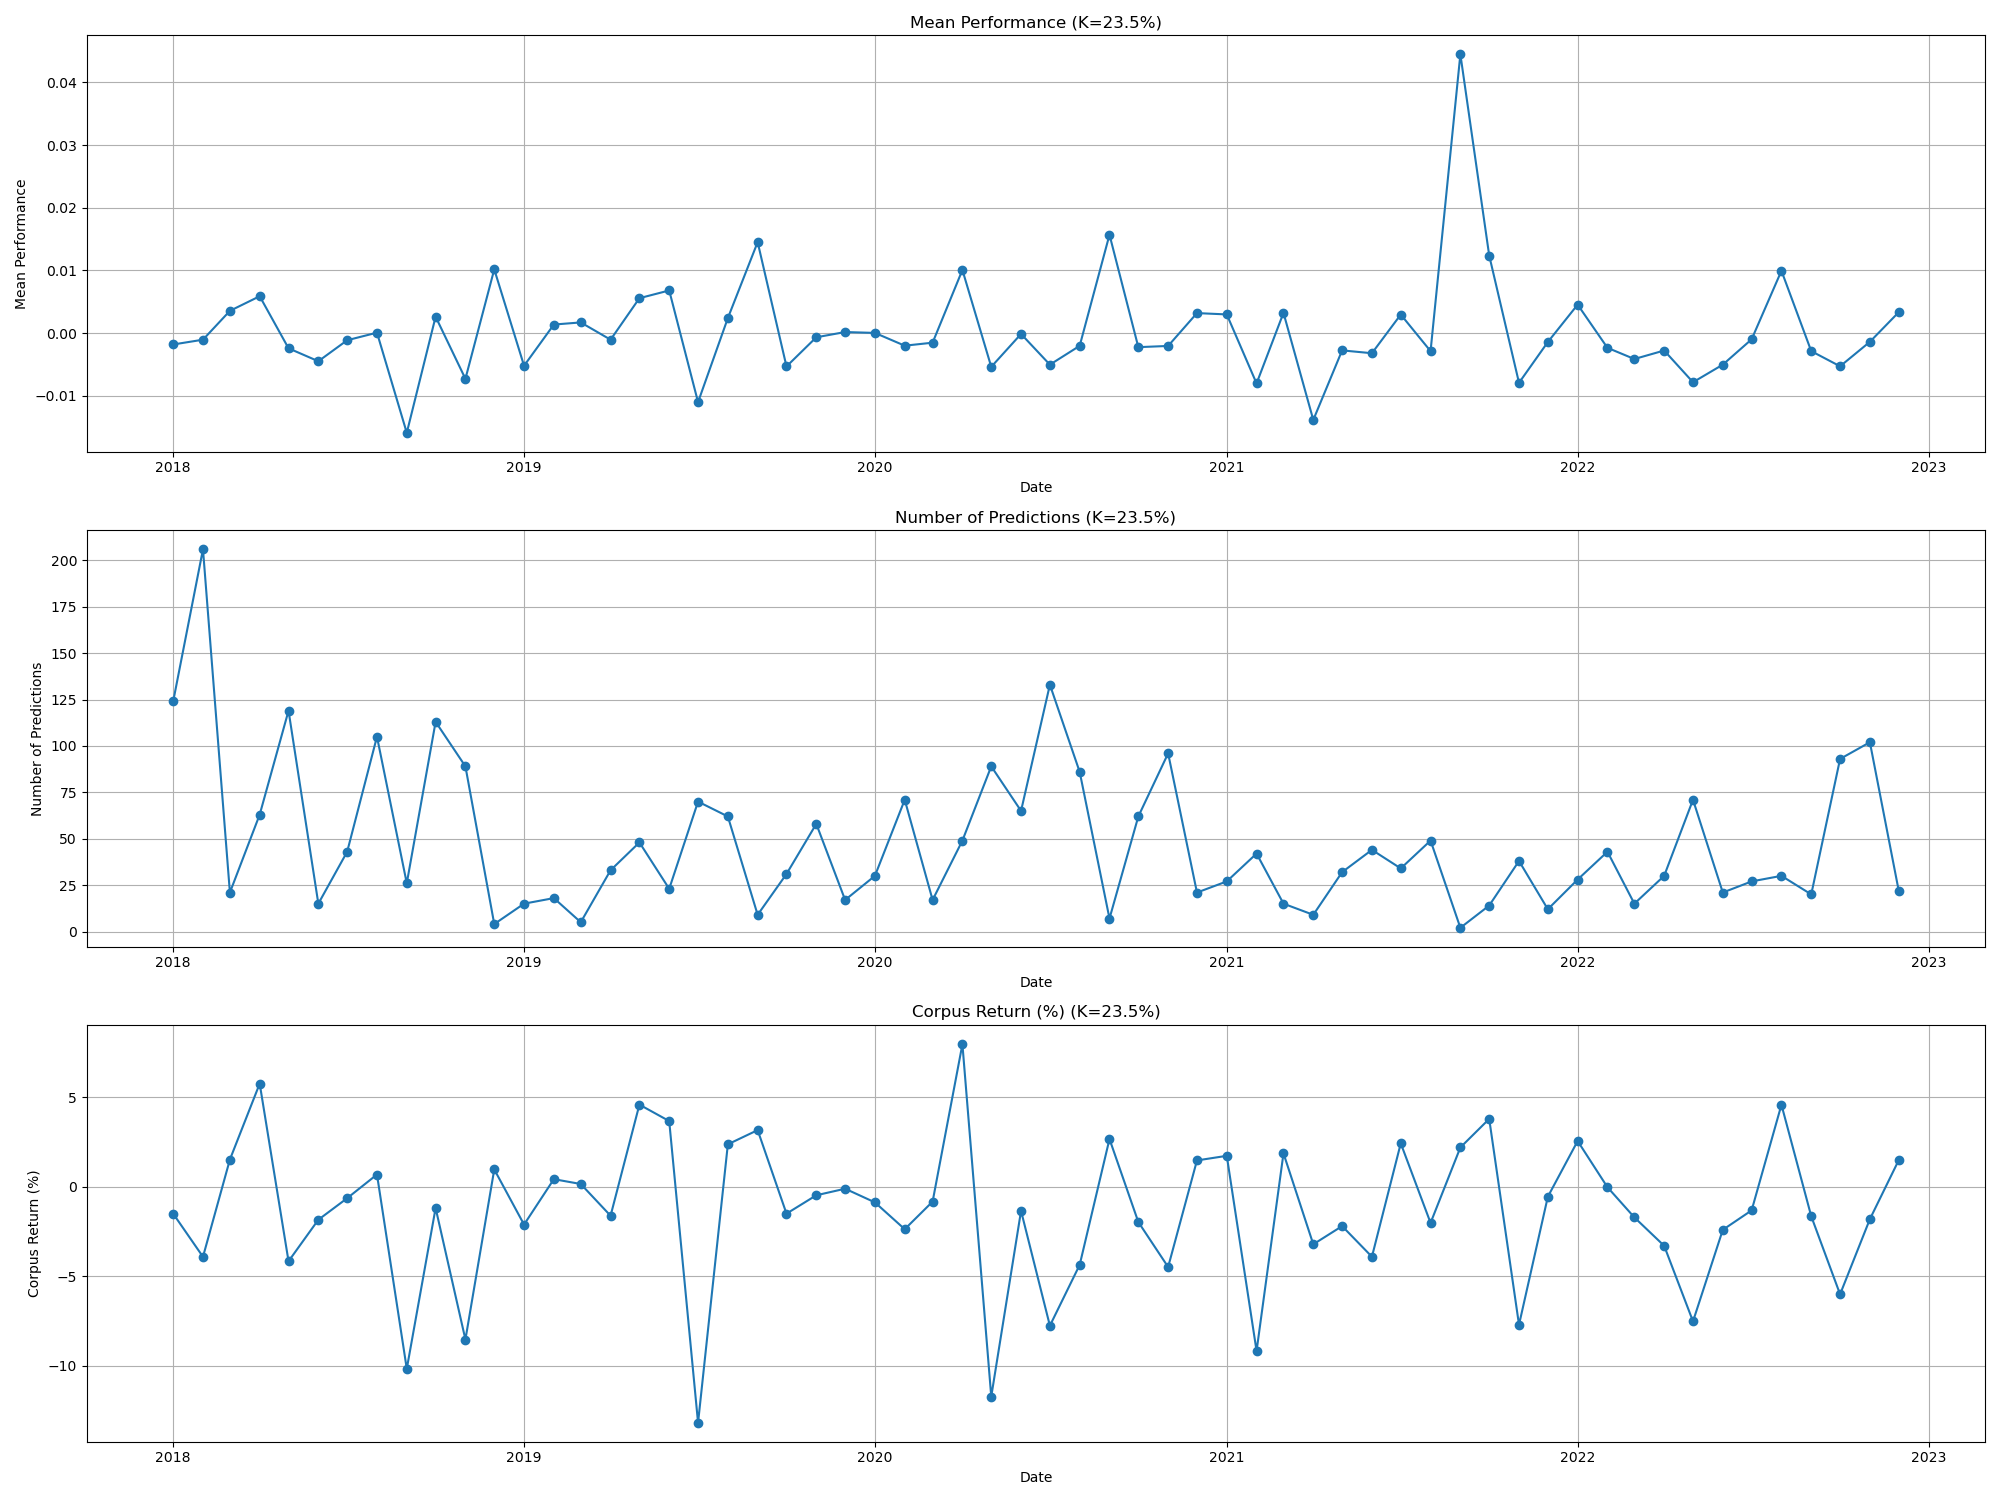 Mean Performance (K=23.5%)
0.04
0.03
0.02
0.01
0.00
−0.01
Mean Performance
2018 2019 2020 2021 2022 2023
Date
Number of Predictions (K=23.5%)
200
175
150
125
100
75
50
25
0
Number of Predictions
2018 2019 2020 2021 2022 2023
Date
Corpus Return (%) (K=23.5%)
5
0
−5
−10
Corpus Return (%)
2018 2019 2020 2021 2022 2023
Date